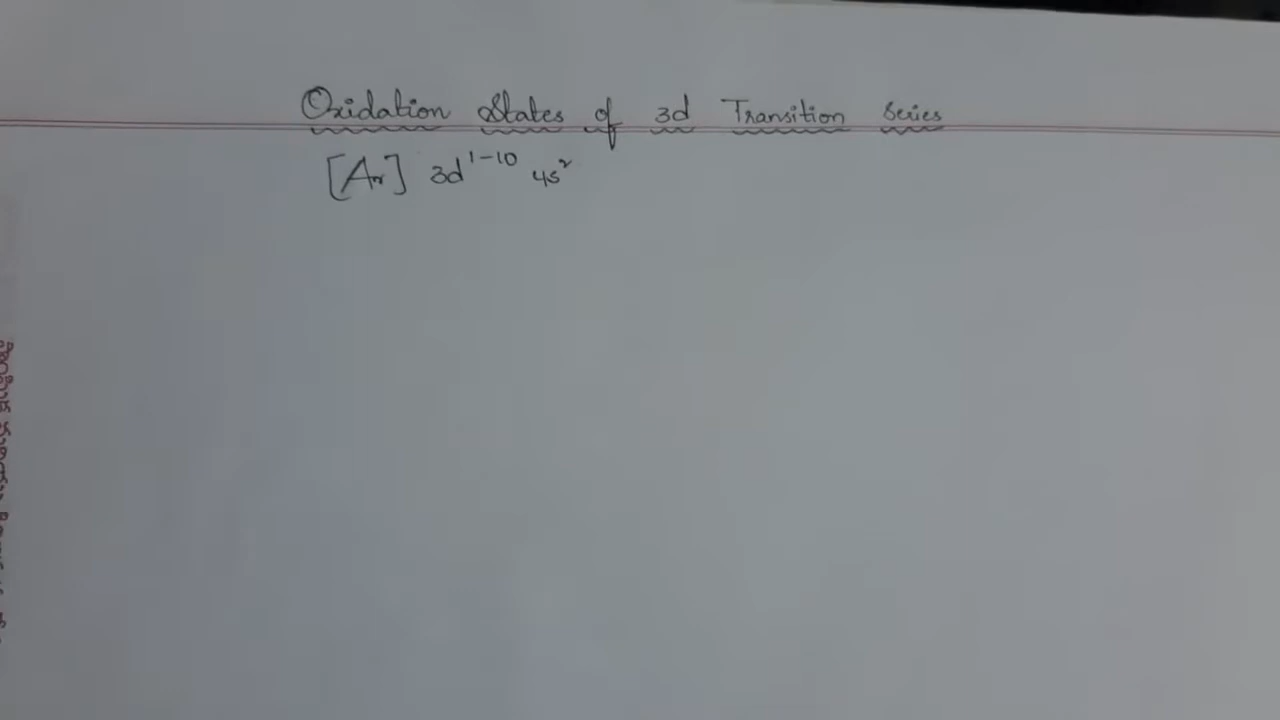 Oxidation States of 3d Transition Series
[Ar] 3d¹⁻¹⁰ 4s²